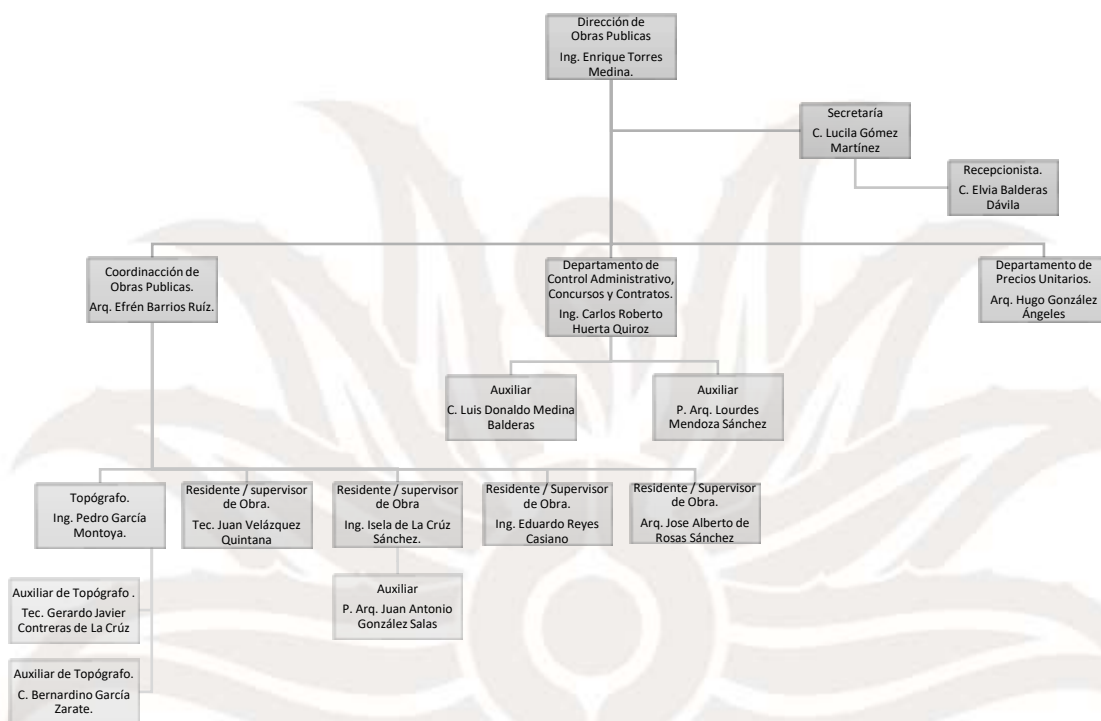 Dirección de
Obras Publicas
Ing. Enrique Torres
Medina.
Secretaría
C. Lucila Gómez
Martínez
Recepcionista.
C. Elvia Balderas
Dávila
Coordinacción de
Obras Publicas.
Arq. Efrén Barrios Ruíz.
Departamento de
Control Administrativo,
Concursos y Contratos.
Ing. Carlos Roberto
Huerta Quiroz
Departamento de
Precios Unitarios.
Arq. Hugo González
Ángeles
Auxiliar
C. Luis Donaldo Medina
Balderas
Auxiliar
P. Arq. Lourdes
Mendoza Sánchez
Topógrafo.
Ing. Pedro García
Montoya.
Residente / supervisor
de Obra.
Tec. Juan Velázquez
Quintana
Residente / supervisor
de Obra
Ing. Isela de La Crúz
Sánchez.
Residente / Supervisor
de Obra.
Ing. Eduardo Reyes
Casiano
Residente / Supervisor
de Obra.
Arq. Jose Alberto de
Rosas Sánchez
Auxiliar de Topógrafo .
Tec. Gerardo Javier
Contreras de La Crúz
Auxiliar
P. Arq. Juan Antonio
González Salas
Auxiliar de Topógrafo.
C. Bernardino García
Zarate.